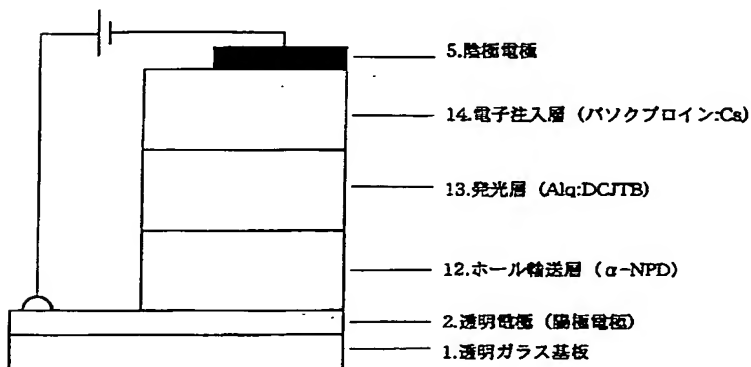 5.陰極電極
14.電子注入層（バソクプロイン:Cs）
13.発光層（Alq:DCJTB）
12.ホール輸送層（α-NPD）
2.透明電極（陽極電極）
1.透明ガラス基板